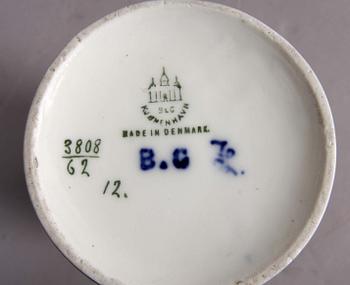 B&G
KJØBENHAVN
MADE IN DENMARK.
3808
62
B.G
12.